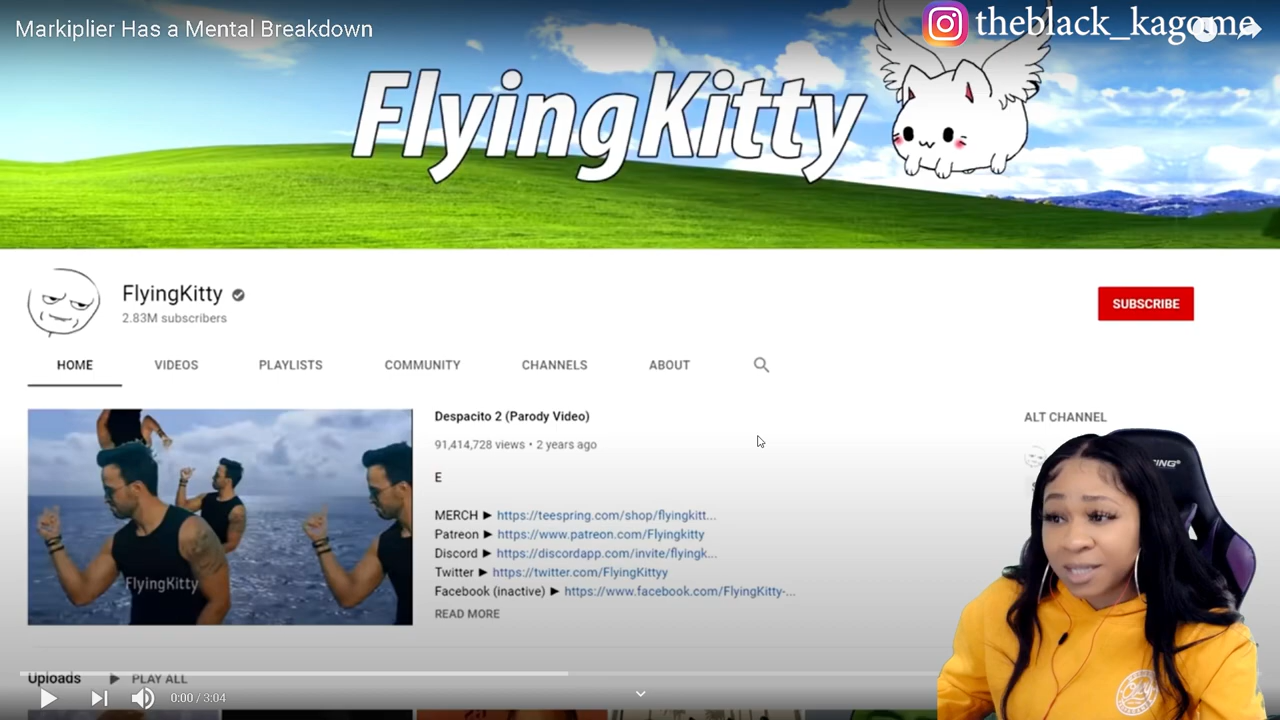 Markiplier Has a Mental Breakdown
theblack_kagome
FlyingKitty
FlyingKitty
2.83M subscribers
SUBSCRIBE
HOME VIDEOS PLAYLISTS COMMUNITY CHANNELS ABOUT
Despacito 2 (Parody Video)
91,414,728 views • 2 years ago
E
MERCH ► https://teespring.com/shop/flyingkitt...
Patreon ► https://www.patreon.com/Flyingkitty
Discord ► https://discordapp.com/invite/flyingk...
Twitter ► https://twitter.com/FlyingKittyy
Facebook (inactive) ► https://www.facebook.com/FlyingKitty-...
READ MORE
FlyingKitty
ALT CHANNEL
ING
Uploads ► PLAY ALL
0:00 / 3:04